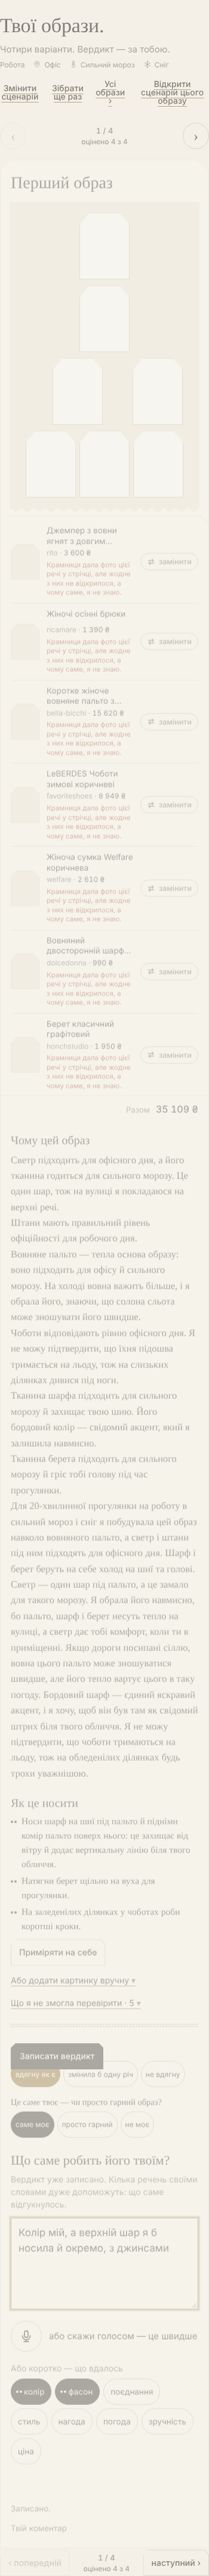 Твої образи.
Чотири варіанти. Вердикт — за тобою.
Робота Офіс Сильний мороз Сніг
Змінити сценарій
Зібрати ще раз
Усі образи ›
Відкрити сценарій цього образу
‹
1 / 4
оцінено 4 з 4
›
Перший образ
Джемпер з вовни
ягнят з довгим...
rito · 3 600 ₴
Крамниця дала фото цієї
речі у стрічці, але жодне
з них не відкрилося, а
чому саме, я не знаю.
замінити
Жіночі осінні брюки
ricamare · 1 390 ₴
Крамниця дала фото цієї
речі у стрічці, але жодне
з них не відкрилося, а
чому саме, я не знаю.
замінити
Коротке жіноче
вовняне пальто з...
bella-bicchi · 15 620 ₴
Крамниця дала фото цієї
речі у стрічці, але жодне
з них не відкрилося, а
чому саме, я не знаю.
замінити
LeBERDES Чоботи
зимові коричневі
favoriteshoes · 8 949 ₴
Крамниця дала фото цієї
речі у стрічці, але жодне
з них не відкрилося, а
чому саме, я не знаю.
замінити
Жіноча сумка Welfare
коричнева
welfare · 2 610 ₴
Крамниця дала фото цієї
речі у стрічці, але жодне
з них не відкрилося, а
чому саме, я не знаю.
замінити
Вовняний
двосторонній шарф...
dolcedonna · 990 ₴
Крамниця дала фото цієї
речі у стрічці, але жодне
з них не відкрилося, а
чому саме, я не знаю.
замінити
Берет класичний
графітовий
honchstudio · 1 950 ₴
Крамниця дала фото цієї
речі у стрічці, але жодне
з них не відкрилося, а
чому саме, я не знаю.
замінити
Разом 35 109 ₴
Чому цей образ
Светр підходить для офісного дня, а його
тканина годиться для сильного морозу. Це
один шар, тож на вулиці я покладаюся на
верхні речі.
Штани мають правильний рівень
офіційності для робочого дня.
Вовняне пальто — тепла основа образу:
воно підходить для офісу й сильного
морозу. На холоді вовна важить більше, і я
обрала його, знаючи, що солона сльота
може зношувати його швидше.
Чоботи відповідають рівню офісного дня. Я
не можу підтвердити, що їхня підошва
тримається на льоду, тож на слизьких
ділянках дивися під ноги.
Тканина шарфа підходить для сильного
морозу й захищає твою шию. Його
бордовий колір — свідомий акцент, який я
залишила навмисно.
Тканина берета підходить для сильного
морозу й гріє тобі голову під час
прогулянки.
Для 20-хвилинної прогулянки на роботу в
сильний мороз і сніг я побудувала цей образ
навколо вовняного пальто, а светр і штани
під ним підходять для офісного дня. Шарф і
берет беруть на себе холод на шиї та голові.
Светр — один шар під пальто, а це замало
для такого морозу. Я обрала його навмисно,
бо пальто, шарф і берет несуть тепло на
вулиці, а светр дає тобі комфорт, коли ти в
приміщенні. Якщо дороги посипані сіллю,
вовна цього пальто може зношуватися
швидше, але його тепло вартує цього в таку
погоду. Бордовий шарф — єдиний яскравий
акцент, і я хочу, щоб він був там як свідомий
штрих біля твого обличчя. Я не можу
підтвердити, що чоботи тримаються на
льоду, тож на обледенілих ділянках будь
трохи уважнішою.
Як це носити
Носи шарф на шиї під пальто й підніми
комір пальто поверх нього: це захищає від
вітру й додає вертикальну лінію біля твого
обличчя.
Натягни берет щільно на вуха для
прогулянки.
На заледенілих ділянках у чоботах роби
коротші кроки.
Приміряти на себе
Або додати картинку вручну ▾
Що я не змогла перевірити · 5 ▾
Записати вердикт
вдягну як є
змінила б одну річ
не вдягну
Це саме твоє — чи просто гарний образ?
саме моє
просто гарний
не моє
Що саме робить його твоїм?
Вердикт уже записано. Кілька речень своїми
словами дуже допоможуть: що саме
відгукнулось.
Колір мій, а верхній шар я б
носила й окремо, з джинсами
або скажи голосом — це швидше
Або коротко — що вдалось
колір
фасон
поєднання
стиль
нагода
погода
зручність
ціна
Записано.
Твій коментар
‹ попередній
1 / 4
оцінено 4 з 4
наступний ›